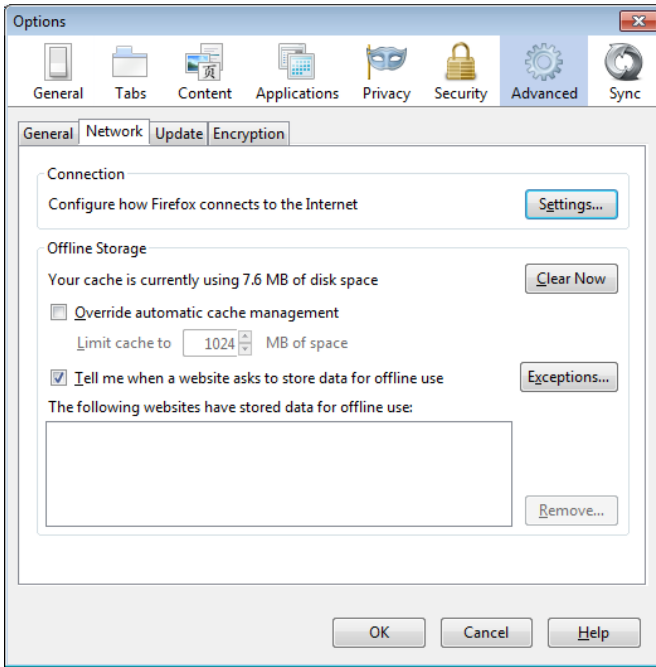 Options
General Tabs Content Applications Privacy Security Advanced Sync
General Network Update Encryption
Connection
Configure how Firefox connects to the Internet Settings...
Offline Storage
Your cache is currently using 7.6 MB of disk space Clear Now
Override automatic cache management
Limit cache to 1024 MB of space
Tell me when a website asks to store data for offline use Exceptions...
The following websites have stored data for offline use:
Remove...
OK Cancel Help